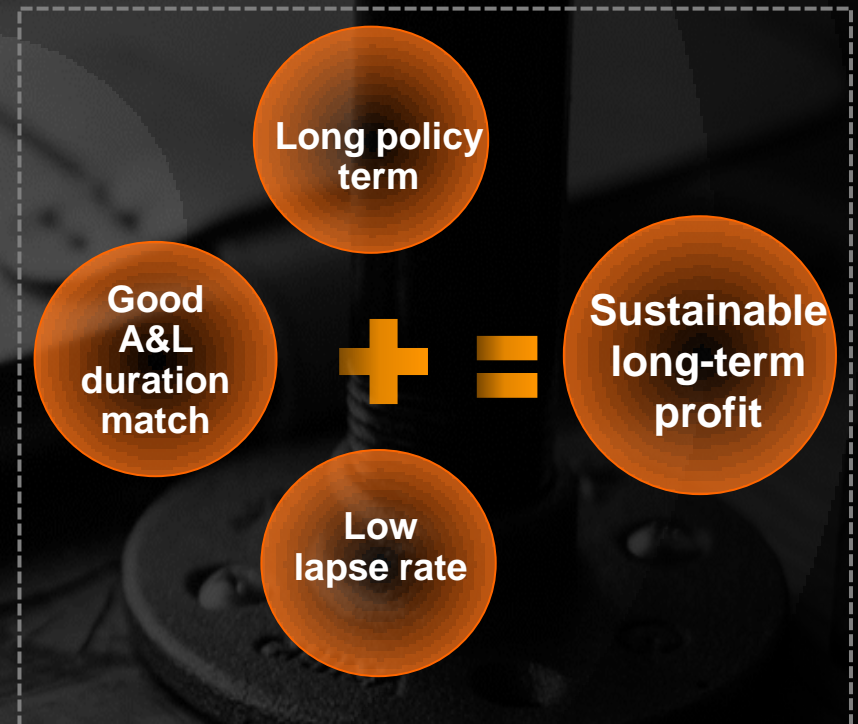 Long policy
term
Good
A&L
duration
match
+
=
Sustainable
long-term
profit
Low
lapse rate